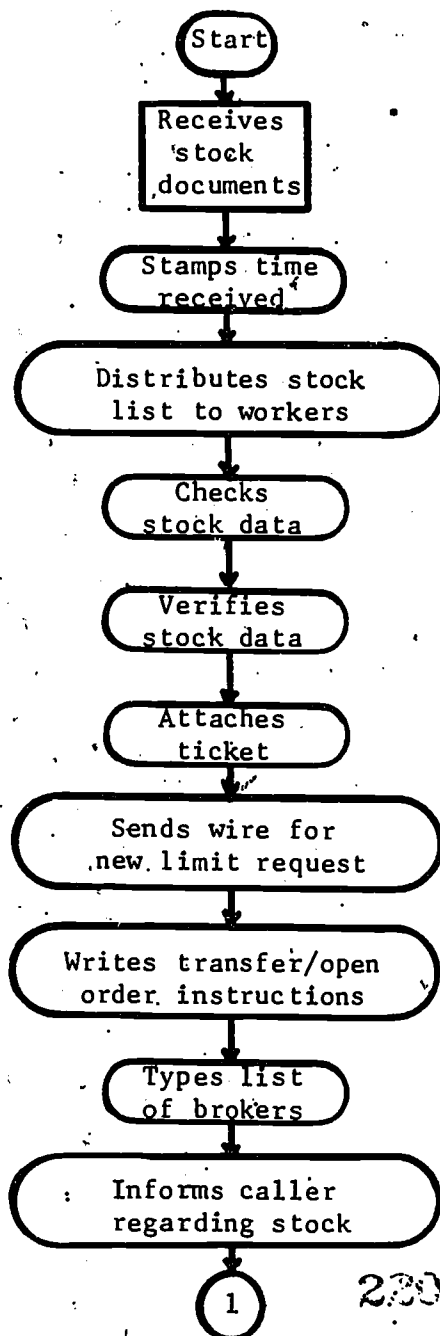 Start
Receives
stock
documents
Stamps time
received
Distributes stock
list to workers
Checks
stock data
Verifies
stock data
Attaches
ticket
Sends wire for
new limit request
Writes transfer/open
order instructions
Types list
of brokers
Informs caller
regarding stock
1